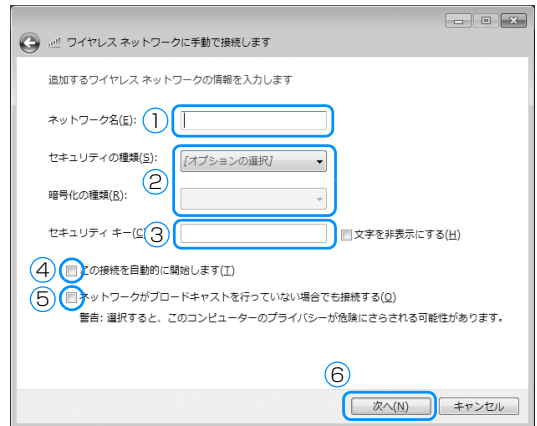 ワイヤレス ネットワークに手動で接続します
追加するワイヤレス ネットワークの情報を入力します
ネットワーク名(E): ①
セキュリティの種類(S): [オプションの選択]
②
暗号化の種類(R):
セキュリティ キー(C ③ 文字を非表示にする(H)
④ この接続を自動的に開始します(T)
⑤ ネットワークがブロードキャストを行っていない場合でも接続する(O)
警告: 選択すると、このコンピューターのプライバシーが危険にさらされる可能性があります。
⑥
次へ(N) キャンセル